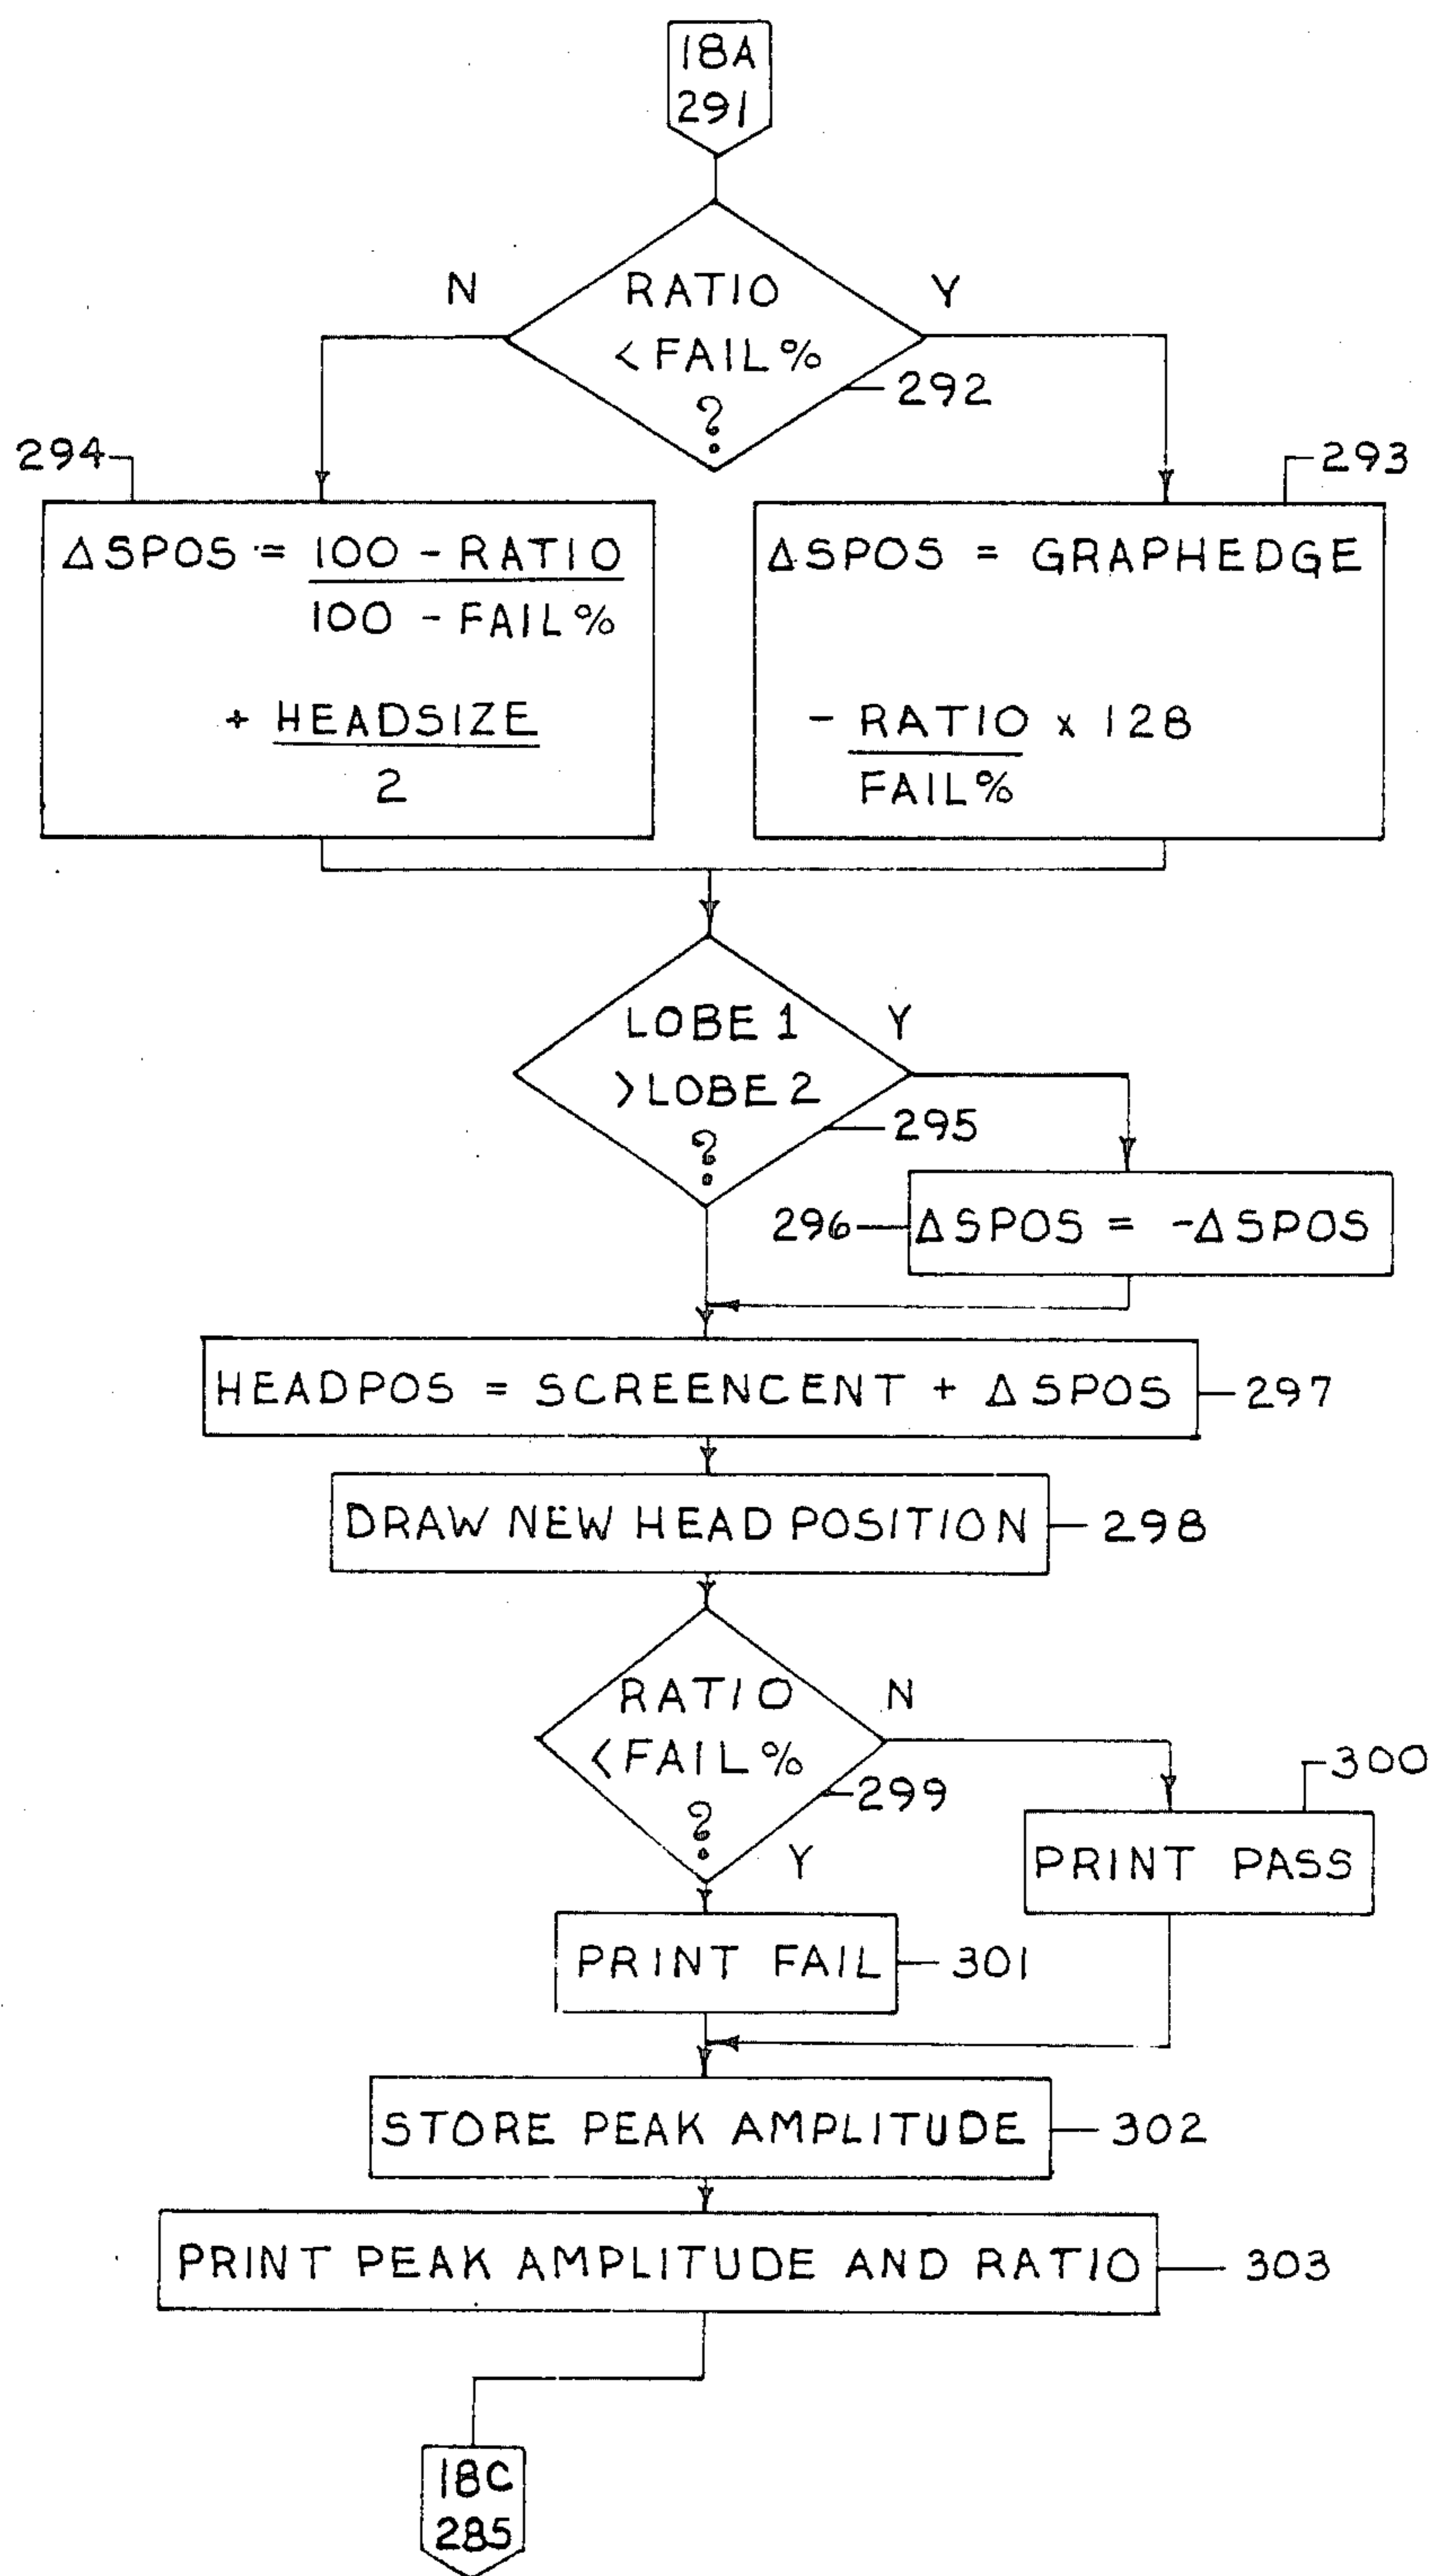 18A
291
N
RATIO
Y
< FAIL %
292
?
294
293
ΔSPOS = 100 - RATIO
100 - FAIL %
+ HEADSIZE
2
ΔSPOS = GRAPHEDGE
- RATIO x 128
FAIL %
LOBE 1
Y
> LOBE 2
295
?
296
ΔSPOS = -ΔSPOS
HEADPOS = SCREENCENT + ΔSPOS
297
DRAW NEW HEAD POSITION
298
RATIO
N
< FAIL %
299
?
Y
300
PRINT PASS
PRINT FAIL
301
STORE PEAK AMPLITUDE
302
PRINT PEAK AMPLITUDE AND RATIO
303
18C
285